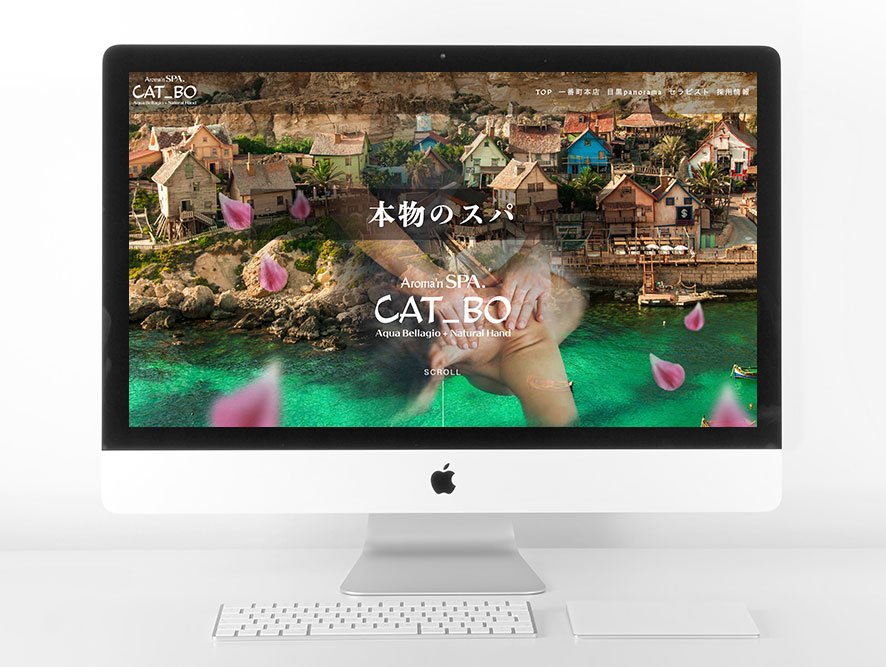 Aroma'n SPA.
CAT_BO
Aqua Bellagio + Natural Hand
TOP 一番町本店 目黒panorama セラピスト 採用情報
本物のスパ
Aroma'n SPA.
CAT_BO
Aqua Bellagio + Natural Hand
SCROLL
$